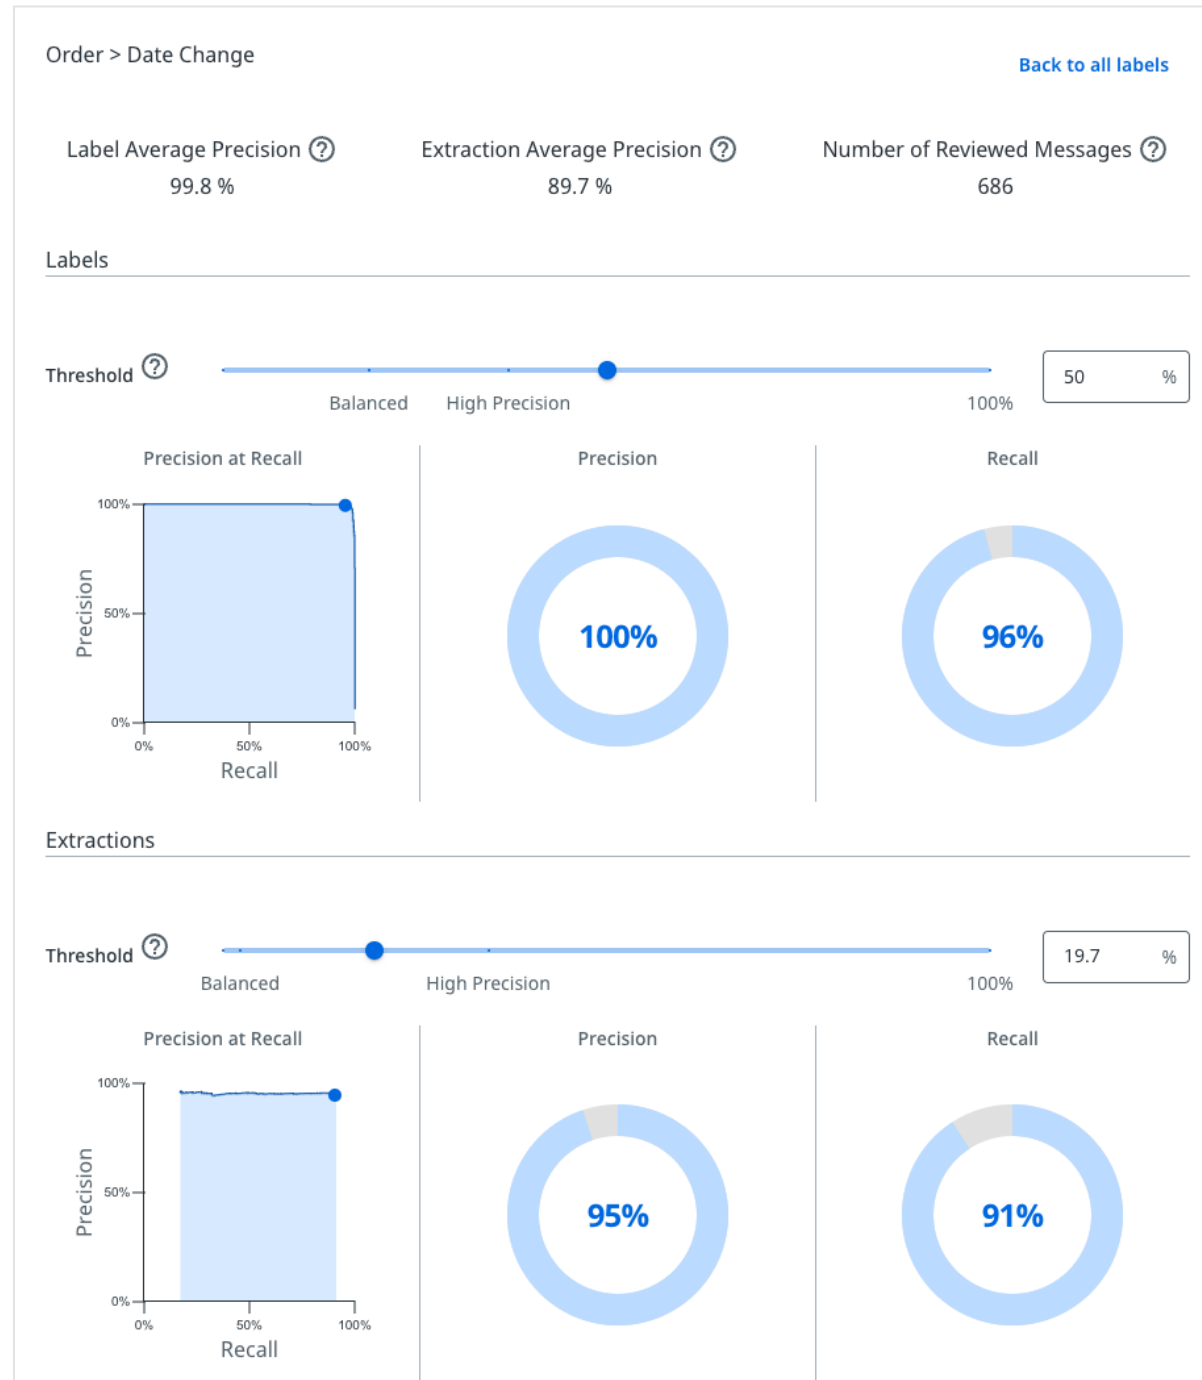 Order > Date Change
Back to all labels
Label Average Precision ?
Extraction Average Precision ?
Number of Reviewed Messages ?
99.8 %
89.7 %
686
Labels
Threshold ?
50 %
Balanced
High Precision
100%
Precision at Recall
Precision
Recall
100%
50%
0%
Precision
0%
50%
100%
Recall
100%
96%
Extractions
Threshold ?
19.7 %
Balanced
High Precision
100%
Precision at Recall
Precision
Recall
100%
50%
0%
Precision
0%
50%
100%
Recall
95%
91%